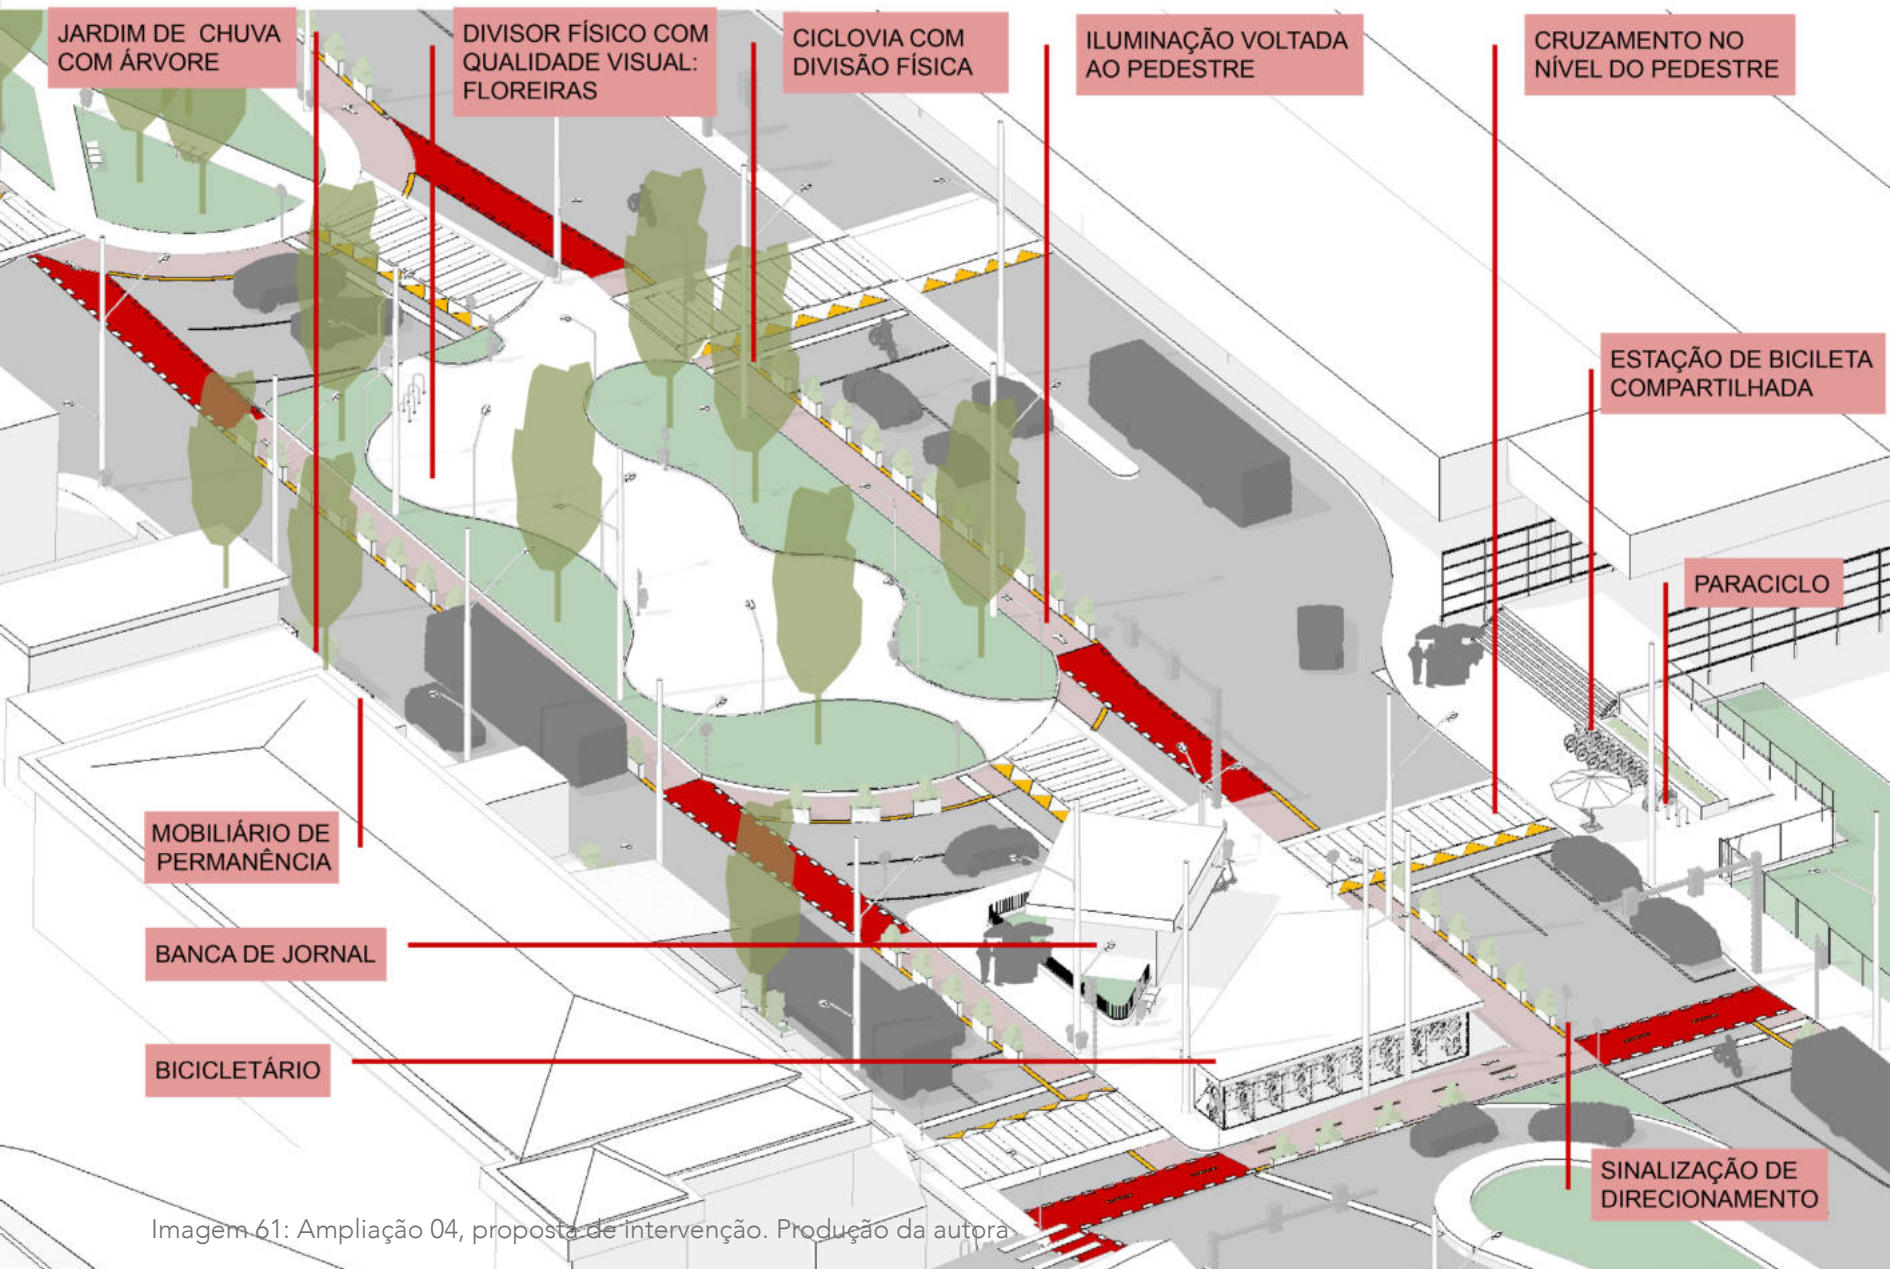 JARDIM DE CHUVA
COM ÁRVORE
DIVISOR FÍSICO COM
QUALIDADE VISUAL:
FLOREIRAS
CICLOVIA COM
DIVISÃO FÍSICA
ILUMINAÇÃO VOLTADA
AO PEDESTRE
CRUZAMENTO NO
NÍVEL DO PEDESTRE
ESTAÇÃO DE BICILETA
COMPARTILHADA
PARACICLO
MOBILIÁRIO DE
PERMANÊNCIA
BANCA DE JORNAL
BICICLETÁRIO
SINALIZAÇÃO DE
DIRECIONAMENTO
Imagem 61: Ampliação 04, proposta de intervenção. Produção da autora